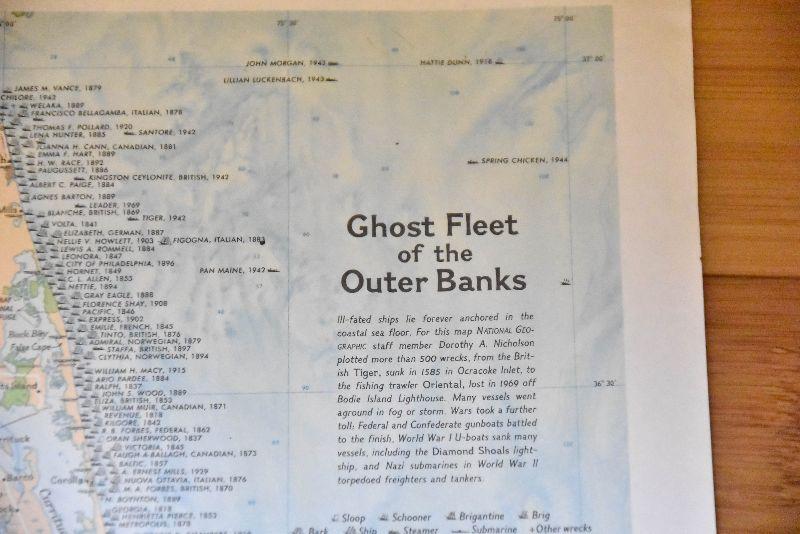 75° 30'
75° 00'
37° 00'
JOHN MORGAN, 1943
HATTIE DUNN, 1918
LILLIAN LUCKENBACH, 1943
JAMES M. VANCE, 1879
CHILORE, 1942
WELAKA, 1889
FRANCISCO BELLAGAMBA, ITALIAN, 1878
THOMAS F. POLLARD, 1920
LENA HUNTER, 1885
SANTORE, 1942
JOANNA H. CANN, CANADIAN, 1881
EMMA F. HART, 1889
H. W. RACE, 1892
PAUGUSSETT, 1886
SPRING CHICKEN, 1944
KINGSTON CEYLONITE, BRITISH, 1942
ALBERT C. PAIGE, 1884
AGNES BARTON, 1889
LEADER, 1969
BLANCHE, BRITISH, 1869
TIGER, 1942
VOLTA, 1841
ELIZABETH, GERMAN, 1887
NELLIE V. HOWLETT, 1903
FIGOGNA, ITALIAN, 1883
LEWIS A. ROMMELL, 1884
LEONORA, 1847
CITY OF PHILADELPHIA, 1896
HORNET, 1849
PAN MAINE, 1942
C. L. ALLEN, 1855
NETTIE, 1894
GRAY EAGLE, 1888
FLORENCE SHAY, 1908
PACIFIC, 1846
EXPRESS, 1902
EMILIE, FRENCH, 1845
TINTO, BRITISH, 1876
ADMIRAL, NORWEGIAN, 1879
STAFFA, BRITISH, 1897
CLYTHIA, NORWEGIAN, 1894
WILLIAM H. MACY, 1915
ARIO PARDEE, 1884
RALPH, 1837
JOHN S. WOOD, 1889
ELIZA, BRITISH, 1853
WILLIAM MUIR, CANADIAN, 1871
REVENUE, 1818
KILGORE, 1842
R. B. FORBES, FEDERAL, 1862
ORAN SHERWOOD, 1837
VICTORIA, 1845
FAUGH-A-BALLAGH, CANADIAN, 1873
BALTIC, 1857
A. ERNEST MILLS, 1929
NUOVA OTTAVIA, ITALIAN, 1876
M. A. FORBES, BRITISH, 1870
N. BOYNTON, 1889
GEORGIA, 1818
HENRIETTA PIERCE, 1853
METROPOLIS, 1878
Back Bay
False Cape
Ghost Fleet
of the
Outer Banks
Ill-fated ships lie forever anchored in the
coastal sea floor. For this map NATIONAL GEO-
GRAPHIC staff member Dorothy A. Nicholson
plotted more than 500 wrecks, from the Brit-
ish Tiger, sunk in 1585 in Ocracoke Inlet, to
the fishing trawler Oriental, lost in 1969 off
Bodie Island Lighthouse. Many vessels went
aground in fog or storm. Wars took a further
toll: Federal and Confederate gunboats battled
to the finish, World War I U-boats sank many
vessels, including the Diamond Shoals light-
ship, and Nazi submarines in World War II
torpedoed freighters and tankers.
36° 30'
Sloop Schooner Brigantine Brig
Bark Ship Steamer Submarine +Other wrecks